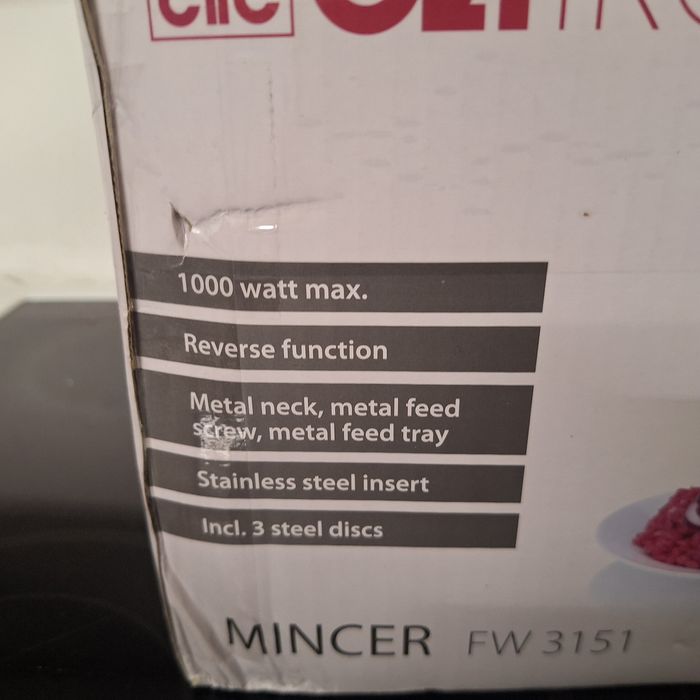 1000 watt max.
Reverse function
Metal neck, metal feed
screw, metal feed tray
Stainless steel insert
Incl. 3 steel discs
MINCER FW 3151